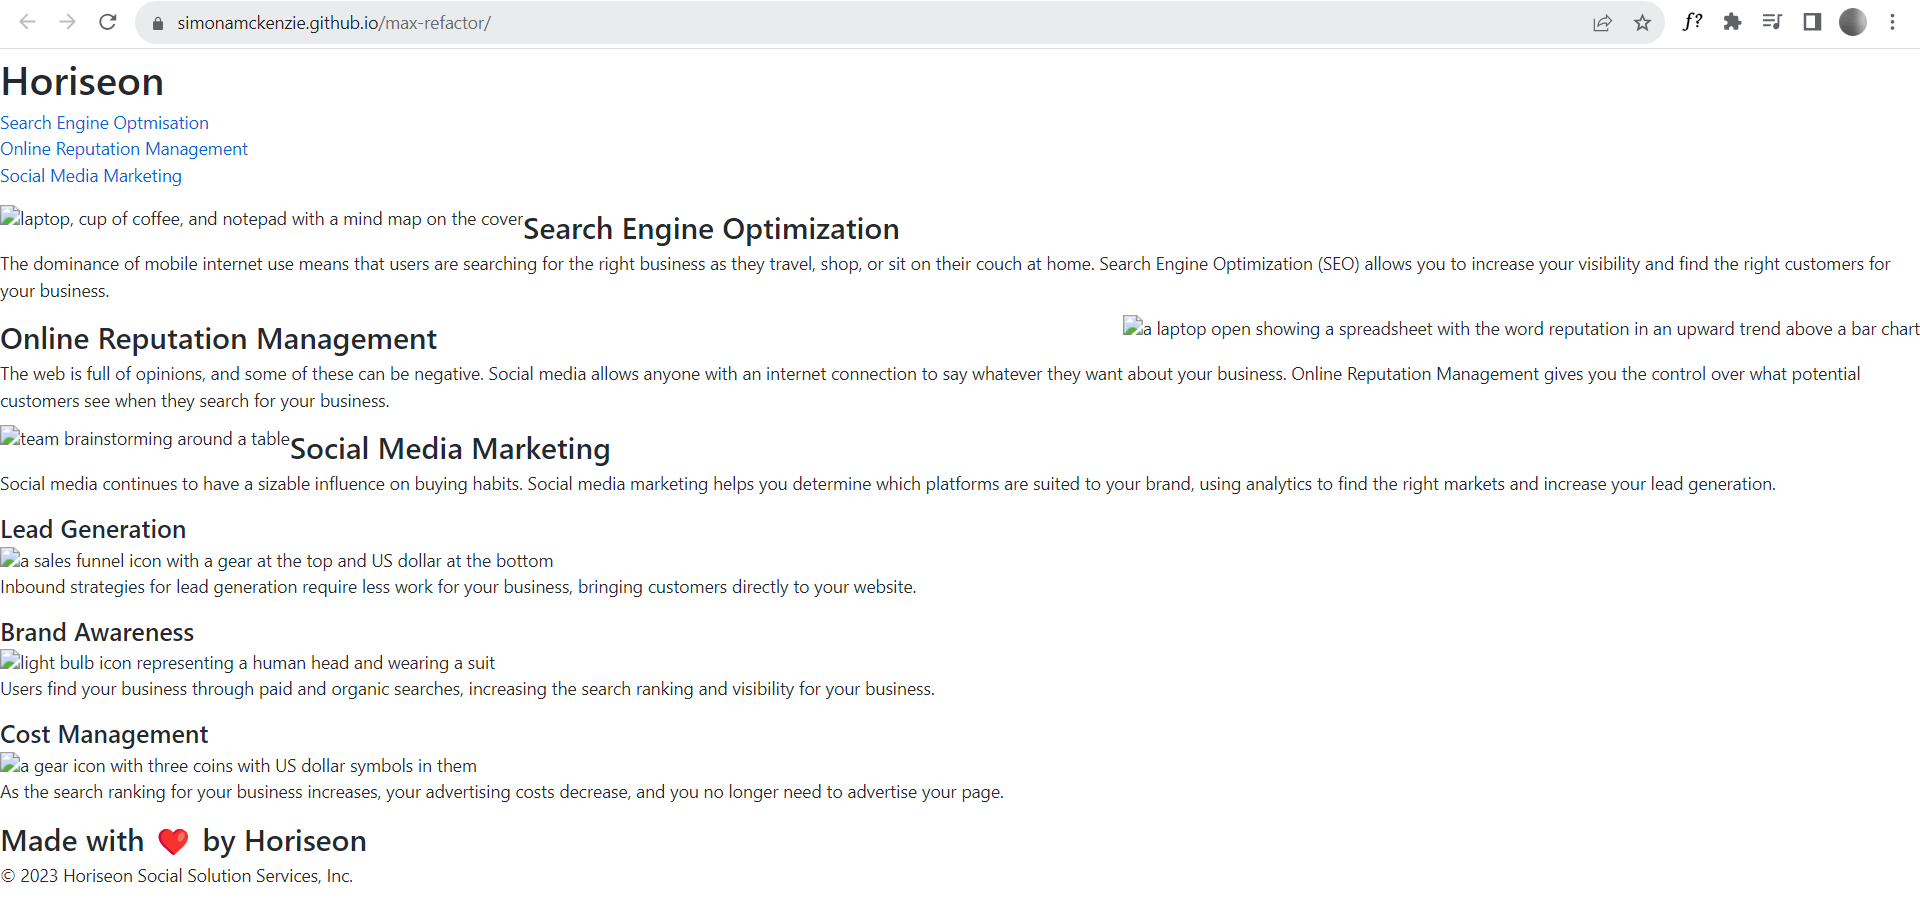 simonamckenzie.github.io/max-refactor/
f?
Horiseon
Search Engine Optmisation
Online Reputation Management
Social Media Marketing
laptop, cup of coffee, and notepad with a mind map on the cover
Search Engine Optimization
The dominance of mobile internet use means that users are searching for the right business as they travel, shop, or sit on their couch at home. Search Engine Optimization (SEO) allows you to increase your visibility and find the right customers for
your business.
Online Reputation Management
a laptop open showing a spreadsheet with the word reputation in an upward trend above a bar chart
The web is full of opinions, and some of these can be negative. Social media allows anyone with an internet connection to say whatever they want about your business. Online Reputation Management gives you the control over what potential
customers see when they search for your business.
team brainstorming around a table
Social Media Marketing
Social media continues to have a sizable influence on buying habits. Social media marketing helps you determine which platforms are suited to your brand, using analytics to find the right markets and increase your lead generation.
Lead Generation
a sales funnel icon with a gear at the top and US dollar at the bottom
Inbound strategies for lead generation require less work for your business, bringing customers directly to your website.
Brand Awareness
light bulb icon representing a human head and wearing a suit
Users find your business through paid and organic searches, increasing the search ranking and visibility for your business.
Cost Management
a gear icon with three coins with US dollar symbols in them
As the search ranking for your business increases, your advertising costs decrease, and you no longer need to advertise your page.
Made with ❤️ by Horiseon
© 2023 Horiseon Social Solution Services, Inc.